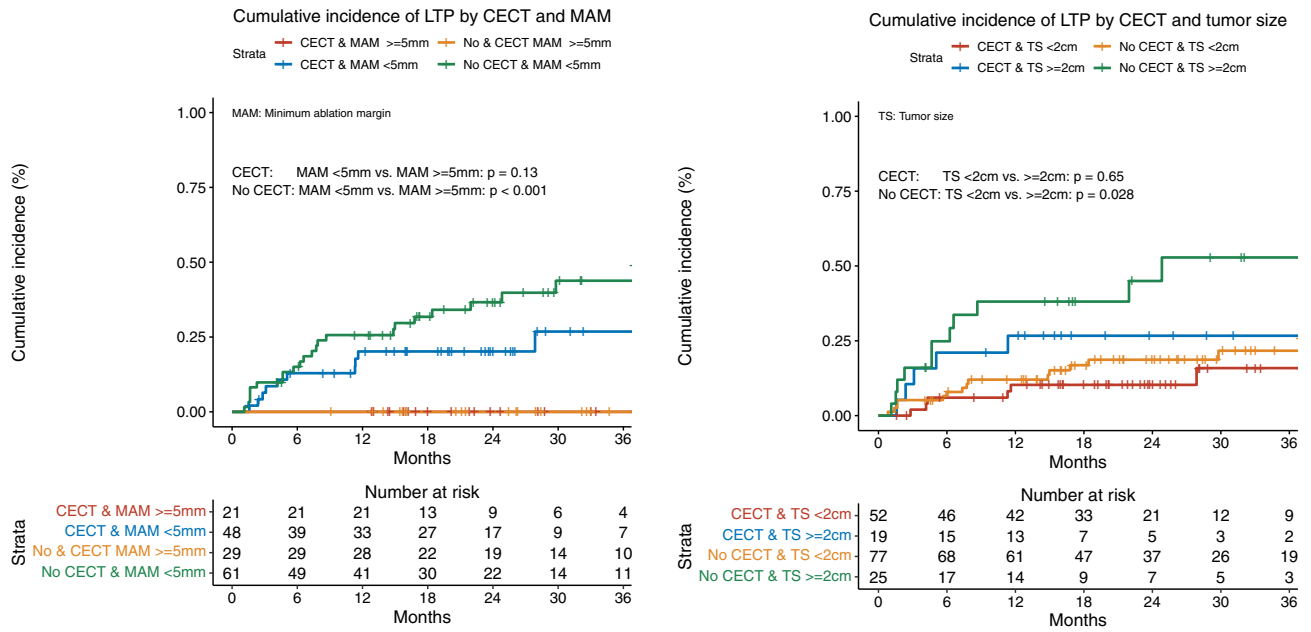 Cumulative incidence of LTP by CECT and MAM
Strata
CECT & MAM >=5mm
No & CECT MAM >=5mm
CECT & MAM <5mm
No CECT & MAM <5mm
Cumulative incidence (%)
1.00
0.75
0.50
0.25
0.00
MAM: Minimum ablation margin
CECT: MAM <5mm vs. MAM >=5mm: p = 0.13
No CECT: MAM <5mm vs. MAM >=5mm: p < 0.001
0 6 12 18 24 30 36
Months
Number at risk
Strata
CECT & MAM >=5mm 21 21 21 13 9 6 4
CECT & MAM <5mm 48 39 33 27 17 9 7
No & CECT MAM >=5mm 29 29 28 22 19 14 10
No CECT & MAM <5mm 61 49 41 30 22 14 11
0 6 12 18 24 30 36
Months
Cumulative incidence of LTP by CECT and tumor size
Strata
CECT & TS <2cm
No CECT & TS <2cm
CECT & TS >=2cm
No CECT & TS >=2cm
Cumulative incidence (%)
1.00
0.75
0.50
0.25
0.00
TS: Tumor size
CECT: TS <2cm vs. >=2cm: p = 0.65
No CECT: TS <2cm vs. >=2cm: p = 0.028
0 6 12 18 24 30 36
Months
Number at risk
Strata
CECT & TS <2cm 52 46 42 33 21 12 9
CECT & TS >=2cm 19 15 13 7 5 3 2
No CECT & TS <2cm 77 68 61 47 37 26 19
No CECT & TS >=2cm 25 17 14 9 7 5 3
0 6 12 18 24 30 36
Months